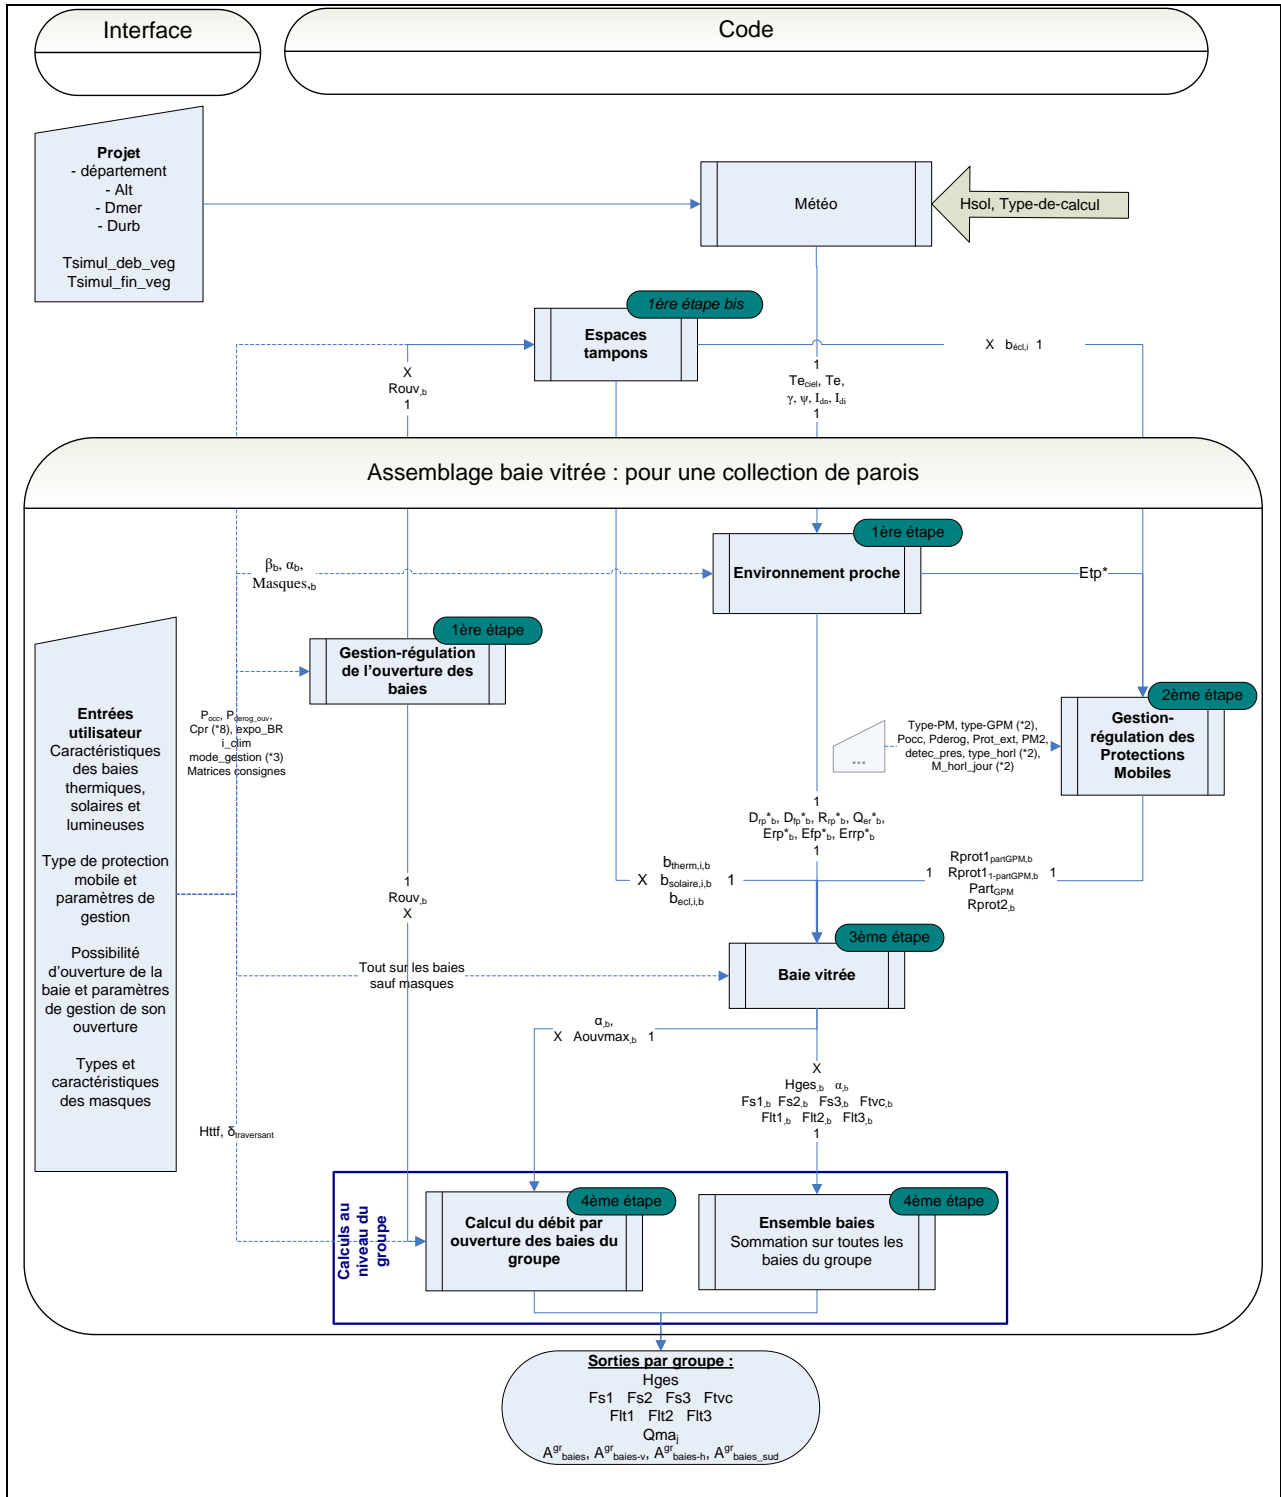 Interface
Code
Projet
- département
- Alt
- Dmer
- Durb
Tsimul_deb_veg
Tsimul_fin_veg
Météo
Hsol, Type-de-calcul
1ère étape bis
Espaces
tampons
X
Rouv,b
1
X bécl,i 1
1
Teciel, Te,
γ, ψ, Idn, Idi
1
Assemblage baie vitrée : pour une collection de parois
1ère étape
Environnement proche
βb, αb,
Masques,b
Etp*
1ère étape
Gestion-régulation
de l’ouverture des
baies
2ème étape
Gestion-
régulation des
Protections
Mobiles
Entrées
utilisateur
Caractéristiques
des baies
thermiques,
solaires et
lumineuses
Type de protection
mobile et
paramètres de
gestion
Possibilité
d’ouverture de la
baie et paramètres
de gestion de son
ouverture
Types et
caractéristiques
des masques
Pocc, Pderog_ouv,
Cpr (*8), expo_BR
i_clim
mode_gestion (*3)
Matrices consignes
Type-PM, type-GPM (*2),
Pocc, Pderog, Prot_ext, PM2,
detec_pres, type_horl (*2),
M_horl_jour (*2)
...
1
Drp*b, Dfp*b, Rrp*b, Qer*b,
Erp*b, Efp*b, Errp*b
1
btherm,i,b
X bsolaire,i,b 1
becl,i,b
Rprot1partGPM,b
1 Rprot11-partGPM,b 1
PartGPM
Rprot2,b
1
Rouv,b
X
3ème étape
Baie vitrée
Tout sur les baies
sauf masques
α,b,
X Aouvmax,b 1
X
Hges,b α,b
Fs1,b Fs2,b Fs3,b Ftvc,b
Flt1,b Flt2,b Flt3,b
1
Httf, δtraversant
Calculs au
niveau du
groupe
4ème étape
Calcul du débit par
ouverture des baies du
groupe
4ème étape
Ensemble baies
Sommation sur toutes les
baies du groupe
Sorties par groupe :
Hges
Fs1 Fs2 Fs3 Ftvc
Flt1 Flt2 Flt3
Qmaj
Agrbaies, Agrbaies-v, Agrbaies-h, Agrbaies_sud